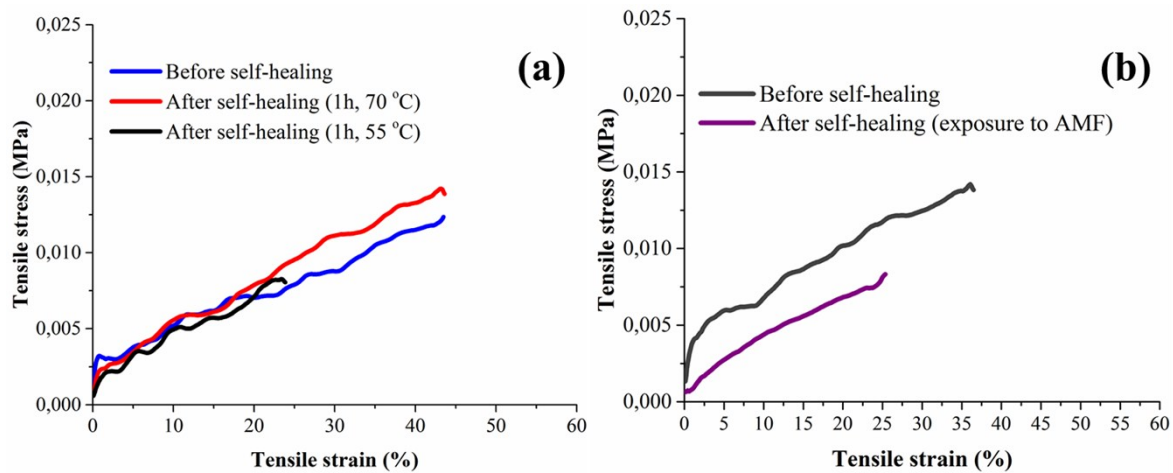 0,025
0,020
0,015
0,010
0,005
0,000
Tensile stress (MPa)
(a)
Before self-healing
After self-healing (1h, 70 °C)
After self-healing (1h, 55 °C)
0 10 20 30 40 50 60
Tensile strain (%)
0,025
0,020
0,015
0,010
0,005
0,000
Tensile stress (MPa)
(b)
Before self-healing
After self-healing (exposure to AMF)
0 5 10 15 20 25 30 35 40 45 50 55 60
Tensile strain (%)